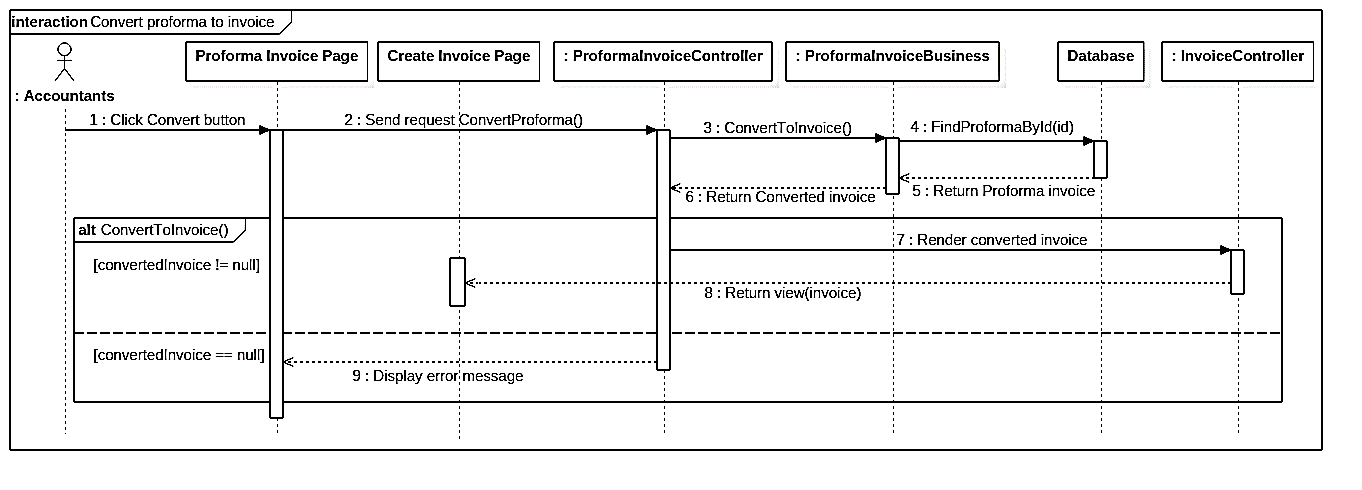 interaction Convert proforma to invoice
Proforma Invoice Page
Create Invoice Page
: ProformaInvoiceController
: ProformaInvoiceBusiness
Database
: InvoiceController
: Accountants
1 : Click Convert button
2 : Send request ConvertProforma()
3 : ConvertToInvoice()
4 : FindProformaById(id)
5 : Return Proforma invoice
6 : Return Converted invoice
alt ConvertToInvoice()
7 : Render converted invoice
[convertedInvoice != null]
8 : Return view(invoice)
[convertedInvoice == null]
9 : Display error message